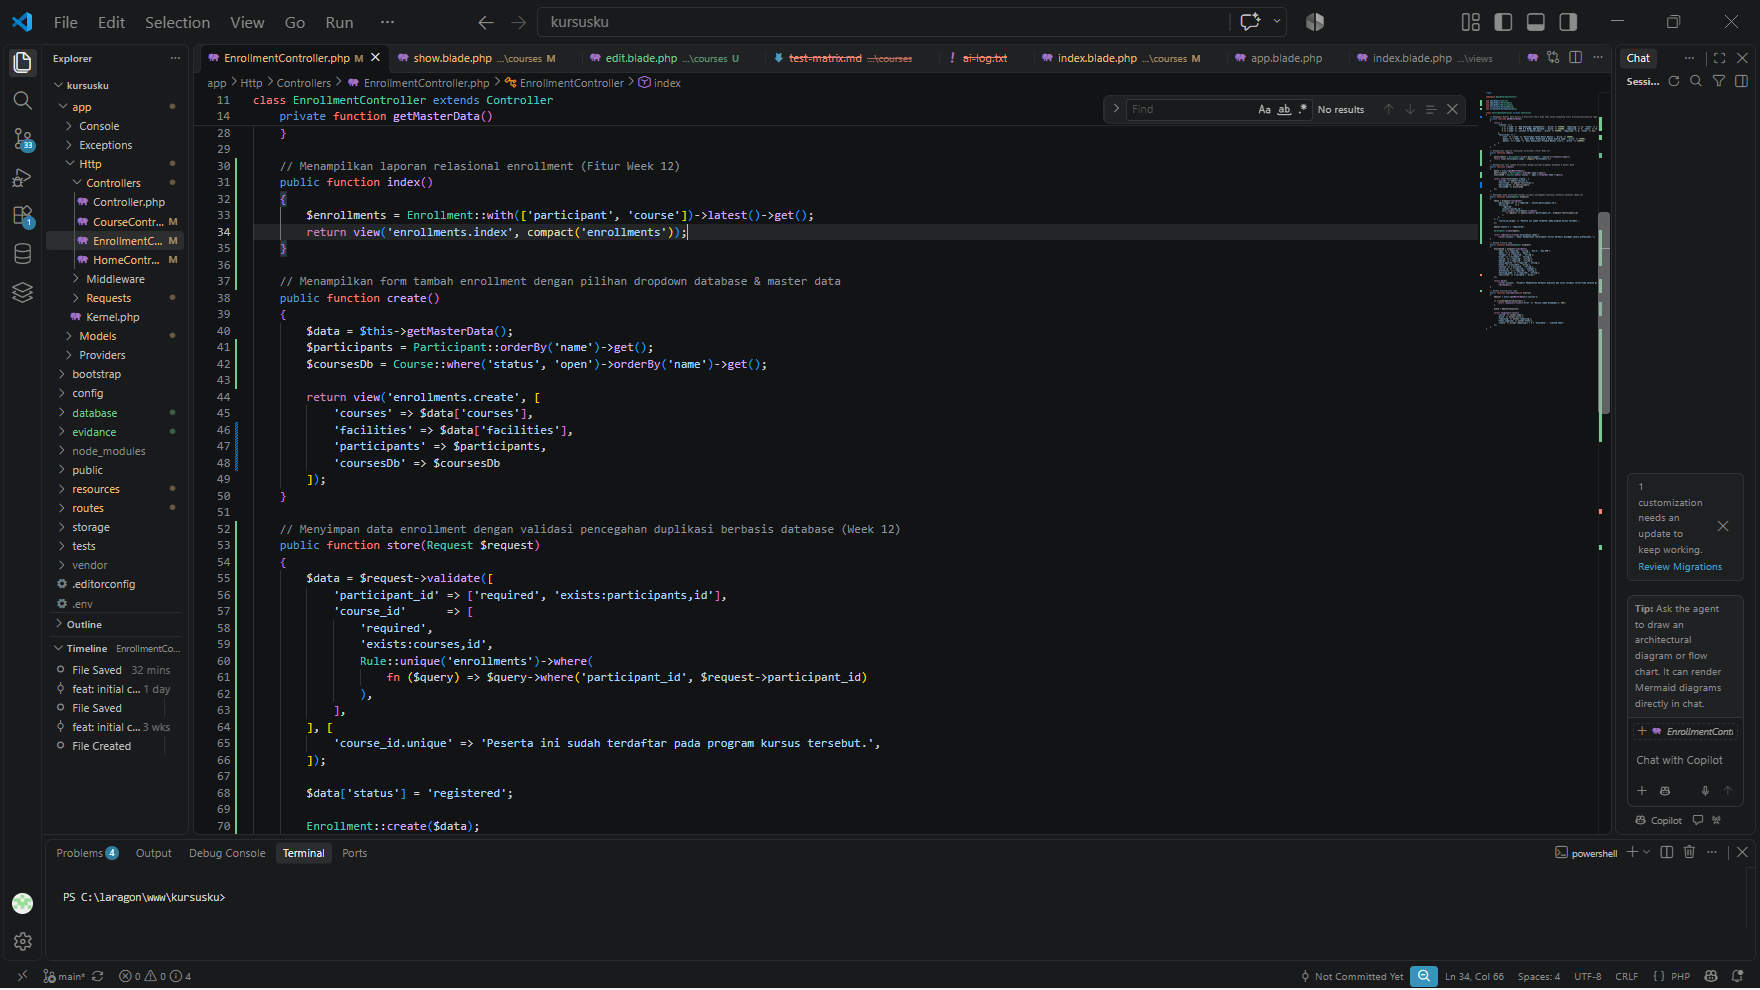 File Edit Selection View Go Run ··· kursusku
Explorer ···
kursusku
app
Console
Exceptions
Http
Controllers
Controller.php
CourseContr... M
EnrollmentC... M
HomeContr... M
Middleware
Requests
Kernel.php
Models
Providers
bootstrap
config
database
evidance
node_modules
public
resources
routes
storage
tests
vendor
.editorconfig
.env
Outline
Timeline EnrollmentCo...
File Saved 32 mins
feat: initial c... 1 day
File Saved
feat: initial c... 3 wks
File Created
33
1
EnrollmentController.php M
show.blade.php ...\courses M
edit.blade.php ...\courses U
test-matrix.md ...\courses
ai-log.txt
index.blade.php ...\courses M
app.blade.php
index.blade.php ...\views
app > Http > Controllers > EnrollmentController.php > EnrollmentController > index
Find Aa ab .* No results
11 class EnrollmentController extends Controller
14 private function getMasterData()
28 }
29
30 // Menampilkan laporan relasional enrollment (Fitur Week 12)
31 public function index()
32 {
33 $enrollments = Enrollment::with(['participant', 'course'])->latest()->get();
34 return view('enrollments.index', compact('enrollments'));
35 }
36
37 // Menampilkan form tambah enrollment dengan pilihan dropdown database & master data
38 public function create()
39 {
40 $data = $this->getMasterData();
41 $participants = Participant::orderBy('name')->get();
42 $coursesDb = Course::where('status', 'open')->orderBy('name')->get();
43
44 return view('enrollments.create', [
45 'courses' => $data['courses'],
46 'facilities' => $data['facilities'],
47 'participants' => $participants,
48 'coursesDb' => $coursesDb
49 ]);
50 }
51
52 // Menyimpan data enrollment dengan validasi pencegahan duplikasi berbasis database (Week 12)
53 public function store(Request $request)
54 {
55 $data = $request->validate([
56 'participant_id' => ['required', 'exists:participants,id'],
57 'course_id' => [
58 'required',
59 'exists:courses,id',
60 Rule::unique('enrollments')->where(
61 fn ($query) => $query->where('participant_id', $request->participant_id)
62 ),
63 ],
64 ], [
65 'course_id.unique' => 'Peserta ini sudah terdaftar pada program kursus tersebut.',
66 ]);
67
68 $data['status'] = 'registered';
69
70 Enrollment::create($data);
Chat ···
Sessi...
1
customization
needs an
update to
keep working.
Review Migrations
Tip: Ask the agent
to draw an
architectural
diagram or flow
chart. It can render
Mermaid diagrams
directly in chat.
EnrollmentConti
Chat with Copilot
Copilot
Problems 4 Output Debug Console Terminal Ports
powershell
PS C:\laragon\www\kursusku>
main* 0 0 4
Not Committed Yet Ln 34, Col 66 Spaces: 4 UTF-8 CRLF { } PHP